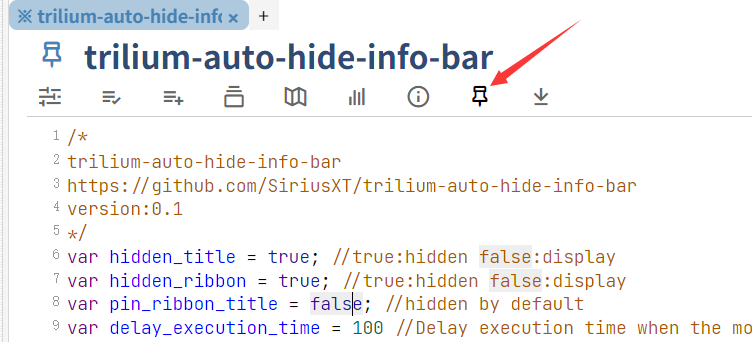 ※ trilium-auto-hide-info × +
trilium-auto-hide-info-bar
1 /*
2 trilium-auto-hide-info-bar
3 https://github.com/SiriusXT/trilium-auto-hide-info-bar
4 version:0.1
5 */
6 var hidden_title = true; //true:hidden false:display
7 var hidden_ribbon = true; //true:hidden false:display
8 var pin_ribbon_title = false; //hidden by default
9 var delay_execution_time = 100 //Delay execution time when the mo